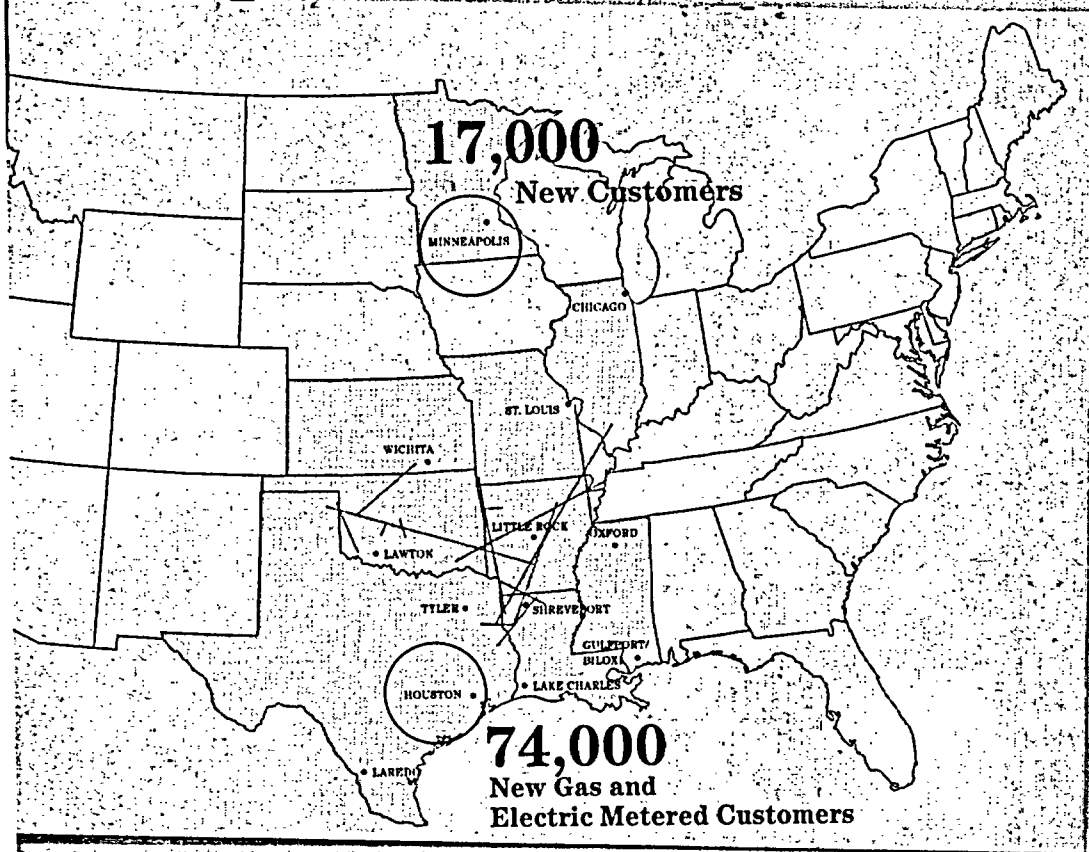 17,000
New Customers
MINNEAPOLIS
CHICAGO
ST. LOUIS
WICHITA
LITTLE ROCK
OXFORD
LAWTON
TYLER
SHREVEPORT
GULFPORT/
BILOXI
HOUSTON
LAKE CHARLES
74,000
LAREDO
New Gas and
Electric Metered Customers